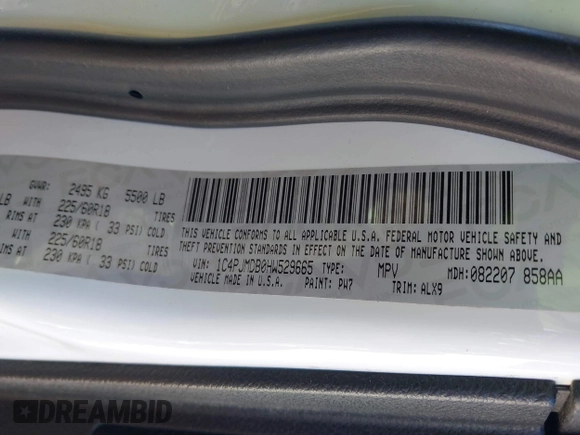 GVWR: 2495 KG 5500 LB
LB WITH 225/60R18 TIRES
RIMS AT 230 KPA ( 33 PSI) COLD
WITH 225/60R18 TIRES
RIMS AT 230 KPA ( 33 PSI) COLD
THIS VEHICLE CONFORMS TO ALL APPLICABLE U.S.A. FEDERAL MOTOR VEHICLE SAFETY AND
THEFT PREVENTION STANDARDS IN EFFECT ON THE DATE OF MANUFACTURE SHOWN ABOVE.
VIN: 1C4PJMDB0HW529665 TYPE: MPV MDH: 082207 858AA
VEHICLE MADE IN U.S.A. PAINT: PW7 TRIM: ALX9
DREAMBID